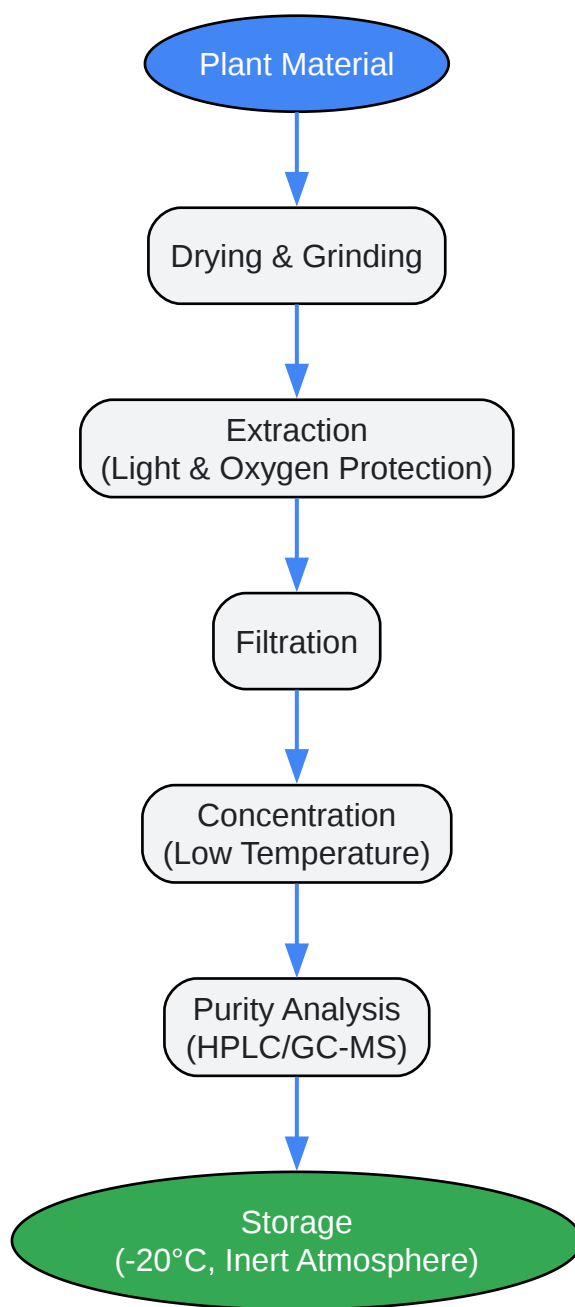 Plant Material
Drying & Grinding
Extraction
(Light & Oxygen Protection)
Filtration
Concentration
(Low Temperature)
Purity Analysis
(HPLC/GC-MS)
Storage
(-20°C, Inert Atmosphere)